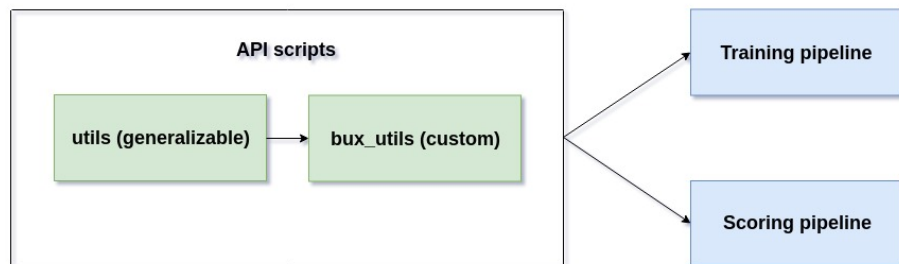 API scripts
utils (generalizable)
bux_utils (custom)
Training pipeline
Scoring pipeline